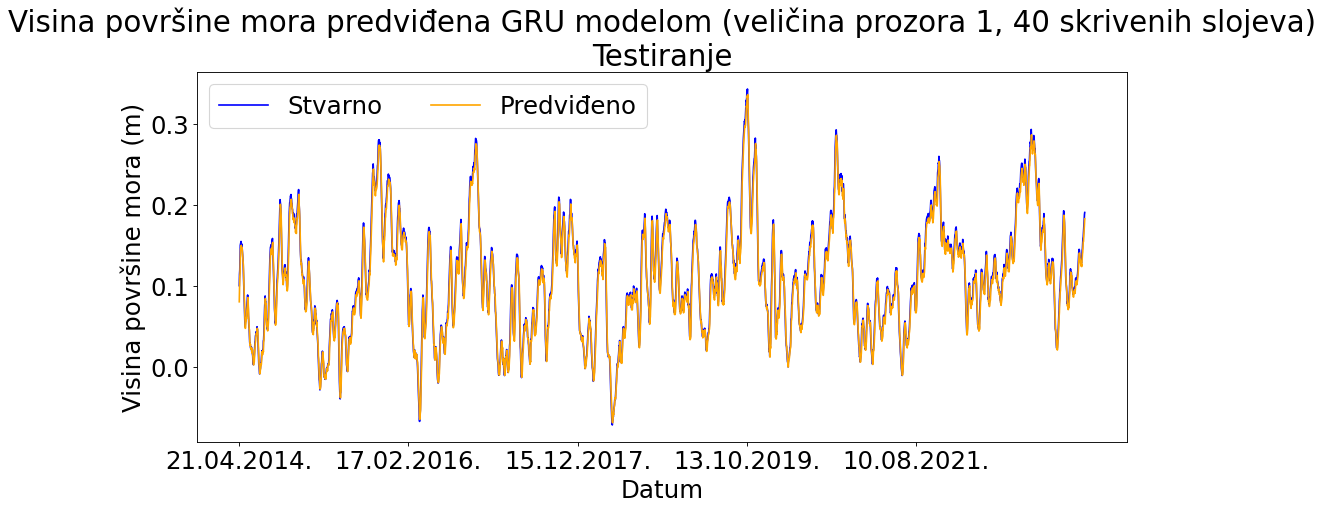 Visina površine mora predviđena GRU modelom (veličina prozora 1, 40 skrivenih slojeva)
Testiranje
Stvarno
Predviđeno
Visina površine mora (m)
0.3
0.2
0.1
0.0
21.04.2014.
17.02.2016.
15.12.2017.
13.10.2019.
10.08.2021.
Datum